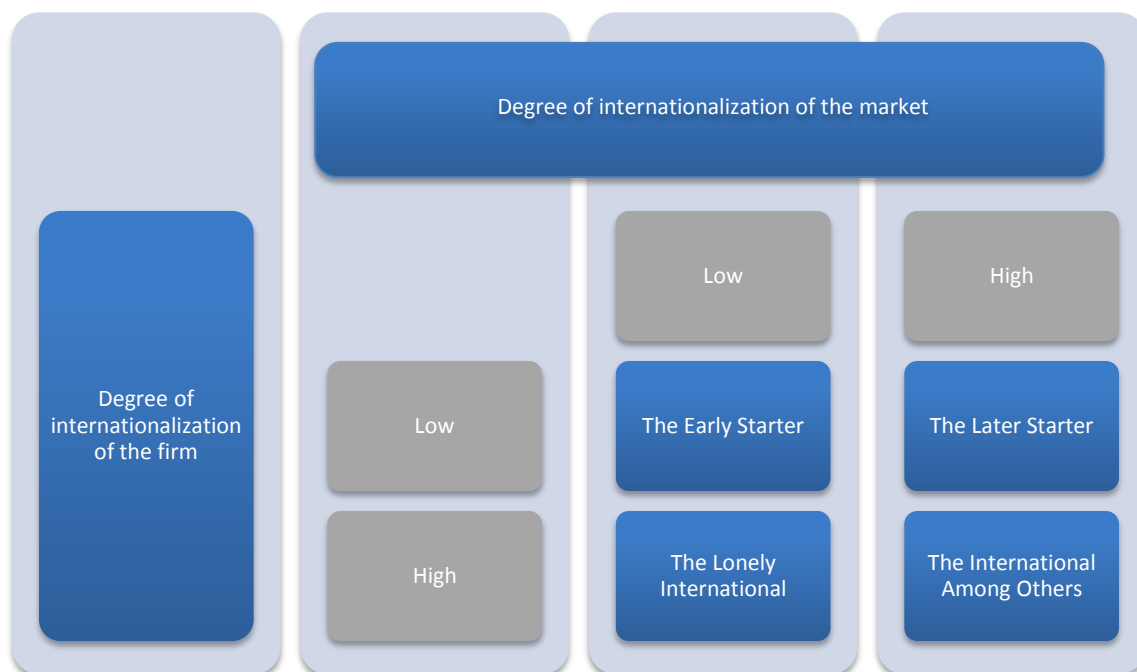 Degree of internationalization of the market
Low
High
Degree of
internationalization
of the firm
Low
The Early Starter
The Later Starter
High
The Lonely
International
The International
Among Others